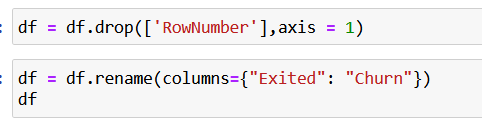 : df = df.drop(['RowNumber'],axis = 1)
: df = df.rename(columns={"Exited": "Churn"})
df